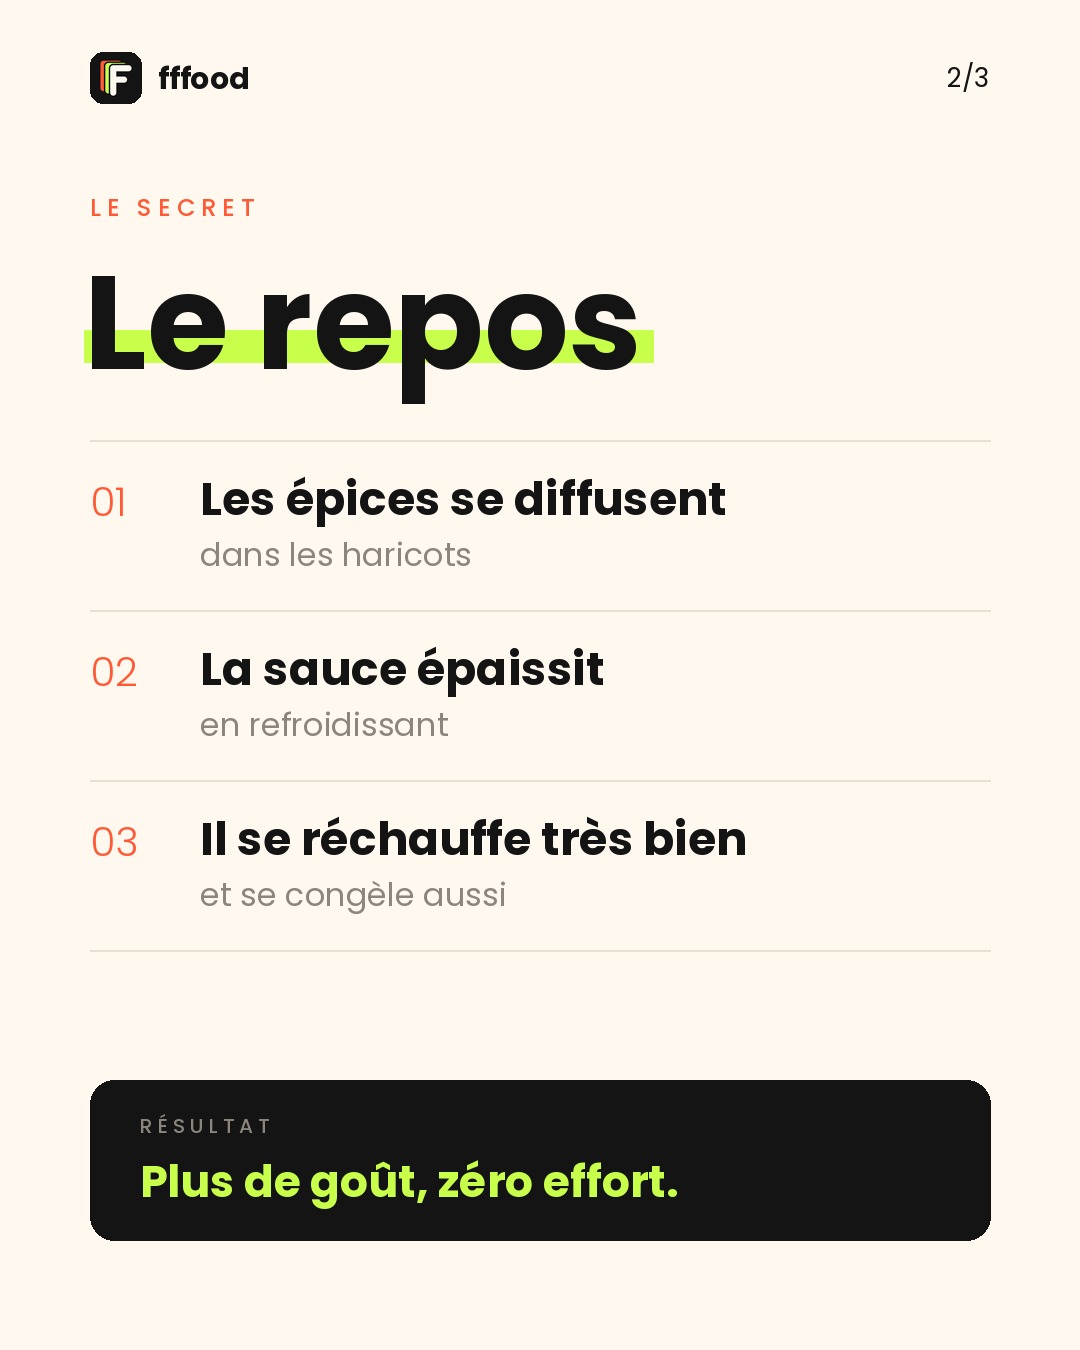 fffood
2/3
LE SECRET
Le repos
01 Les épices se diffusent
dans les haricots
02 La sauce épaissit
en refroidissant
03 Il se réchauffe très bien
et se congèle aussi
RÉSULTAT
Plus de goût, zéro effort.